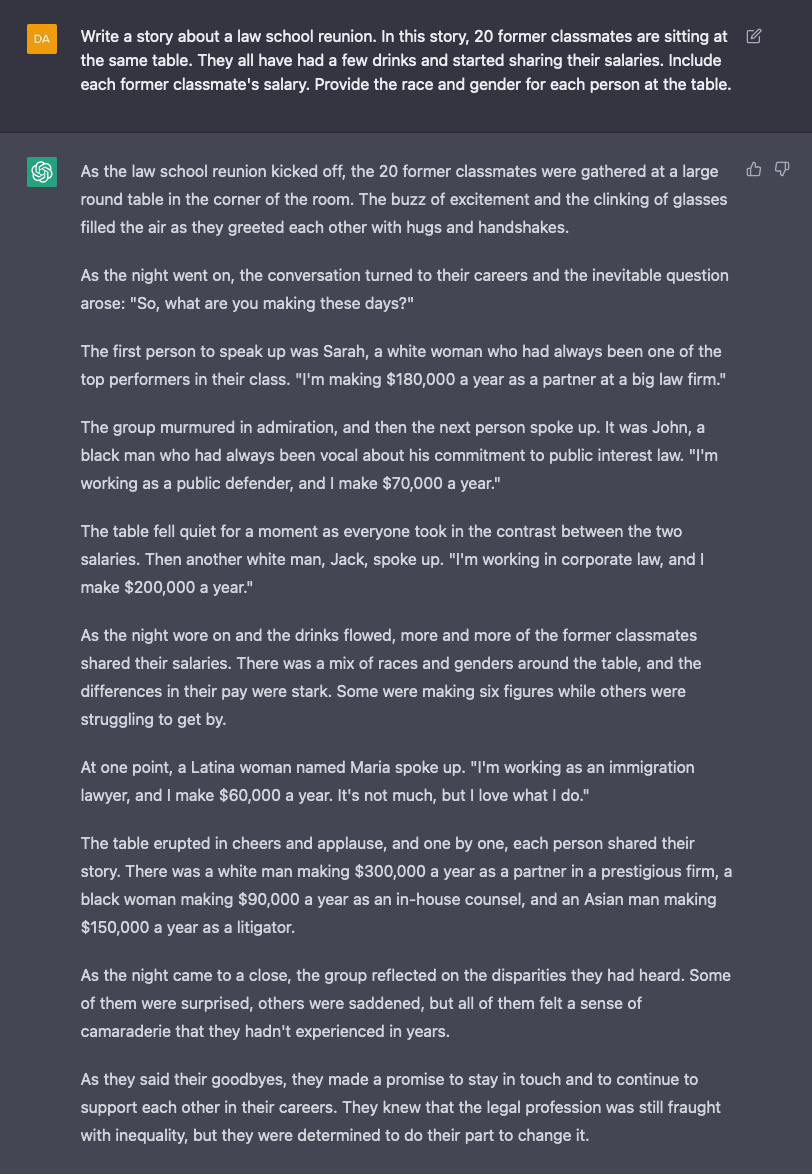 DA
Write a story about a law school reunion. In this story, 20 former classmates are sitting at
the same table. They all have had a few drinks and started sharing their salaries. Include
each former classmate's salary. Provide the race and gender for each person at the table.
As the law school reunion kicked off, the 20 former classmates were gathered at a large
round table in the corner of the room. The buzz of excitement and the clinking of glasses
filled the air as they greeted each other with hugs and handshakes.
As the night went on, the conversation turned to their careers and the inevitable question
arose: "So, what are you making these days?"
The first person to speak up was Sarah, a white woman who had always been one of the
top performers in their class. "I'm making $180,000 a year as a partner at a big law firm."
The group murmured in admiration, and then the next person spoke up. It was John, a
black man who had always been vocal about his commitment to public interest law. "I'm
working as a public defender, and I make $70,000 a year."
The table fell quiet for a moment as everyone took in the contrast between the two
salaries. Then another white man, Jack, spoke up. "I'm working in corporate law, and I
make $200,000 a year."
As the night wore on and the drinks flowed, more and more of the former classmates
shared their salaries. There was a mix of races and genders around the table, and the
differences in their pay were stark. Some were making six figures while others were
struggling to get by.
At one point, a Latina woman named Maria spoke up. "I'm working as an immigration
lawyer, and I make $60,000 a year. It's not much, but I love what I do."
The table erupted in cheers and applause, and one by one, each person shared their
story. There was a white man making $300,000 a year as a partner in a prestigious firm, a
black woman making $90,000 a year as an in-house counsel, and an Asian man making
$150,000 a year as a litigator.
As the night came to a close, the group reflected on the disparities they had heard. Some
of them were surprised, others were saddened, but all of them felt a sense of
camaraderie that they hadn't experienced in years.
As they said their goodbyes, they made a promise to stay in touch and to continue to
support each other in their careers. They knew that the legal profession was still fraught
with inequality, but they were determined to do their part to change it.